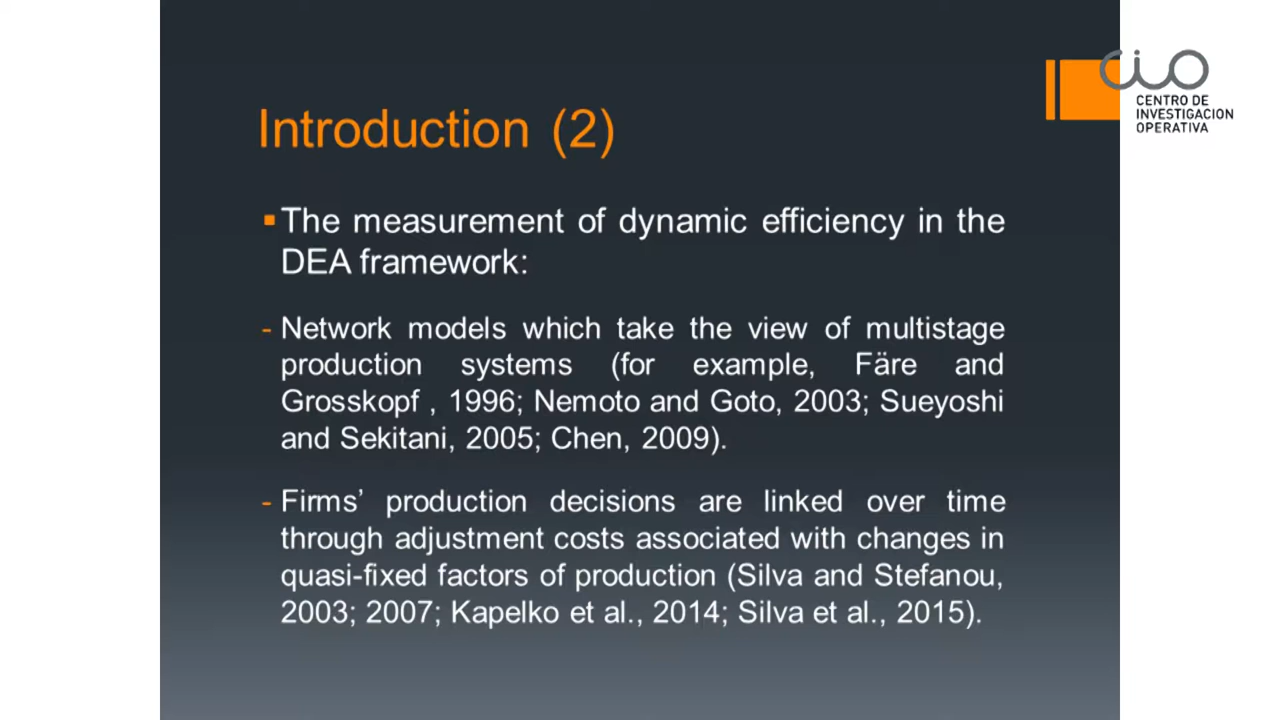 Introduction (2)
CIO
CENTRO DE
INVESTIGACION
OPERATIVA
▪The measurement of dynamic efficiency in the
DEA framework:
- Network models which take the view of multistage
production systems (for example, Färe and
Grosskopf , 1996; Nemoto and Goto, 2003; Sueyoshi
and Sekitani, 2005; Chen, 2009).
- Firms’ production decisions are linked over time
through adjustment costs associated with changes in
quasi-fixed factors of production (Silva and Stefanou,
2003; 2007; Kapelko et al., 2014; Silva et al., 2015).